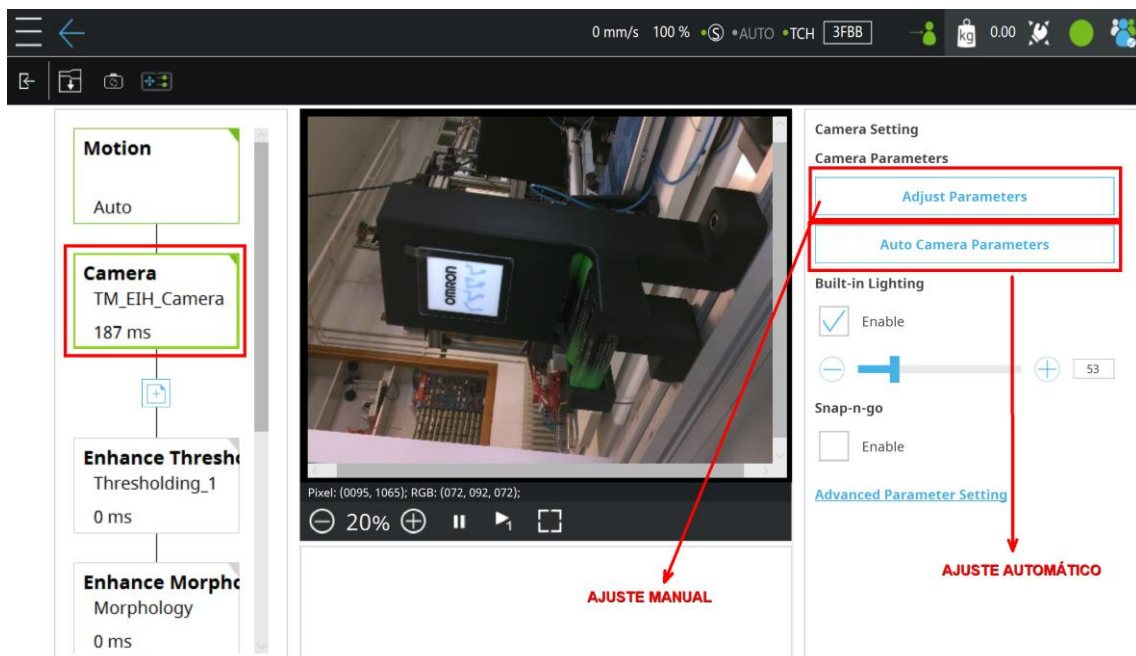 0 mm/s 100 % S AUTO TCH 3FBB kg 0.00
Motion
Auto
Camera
TM_EIH_Camera
187 ms
Enhance Thresho
Thresholding_1
0 ms
Enhance Morpho
Morphology
0 ms
OMRON
Pixel: (0095, 1065); RGB: (072, 092, 072);
20% 1
AJUSTE MANUAL
Camera Setting
Camera Parameters
Adjust Parameters
Auto Camera Parameters
Built-in Lighting
Enable
53
Snap-n-go
Enable
Advanced Parameter Setting
AJUSTE AUTOMÁTICO